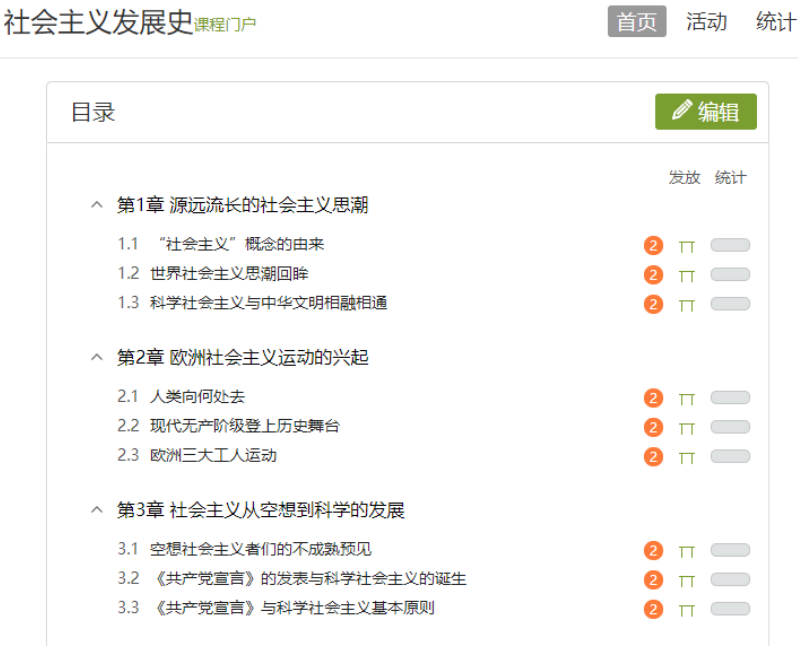 社会主义发展史课程门户 首页 活动 统计
目录 编辑
发放 统计
第1章 源远流长的社会主义思潮
1.1 “社会主义”概念的由来 2
1.2 世界社会主义思潮回眸 2
1.3 科学社会主义与中华文明相融相通 2
第2章 欧洲社会主义运动的兴起
2.1 人类向何处去 2
2.2 现代无产阶级登上历史舞台 2
2.3 欧洲三大工人运动 2
第3章 社会主义从空想到科学的发展
3.1 空想社会主义者们的不成熟预见 2
3.2 《共产党宣言》的发表与科学社会主义的诞生 2
3.3 《共产党宣言》与科学社会主义基本原则 2